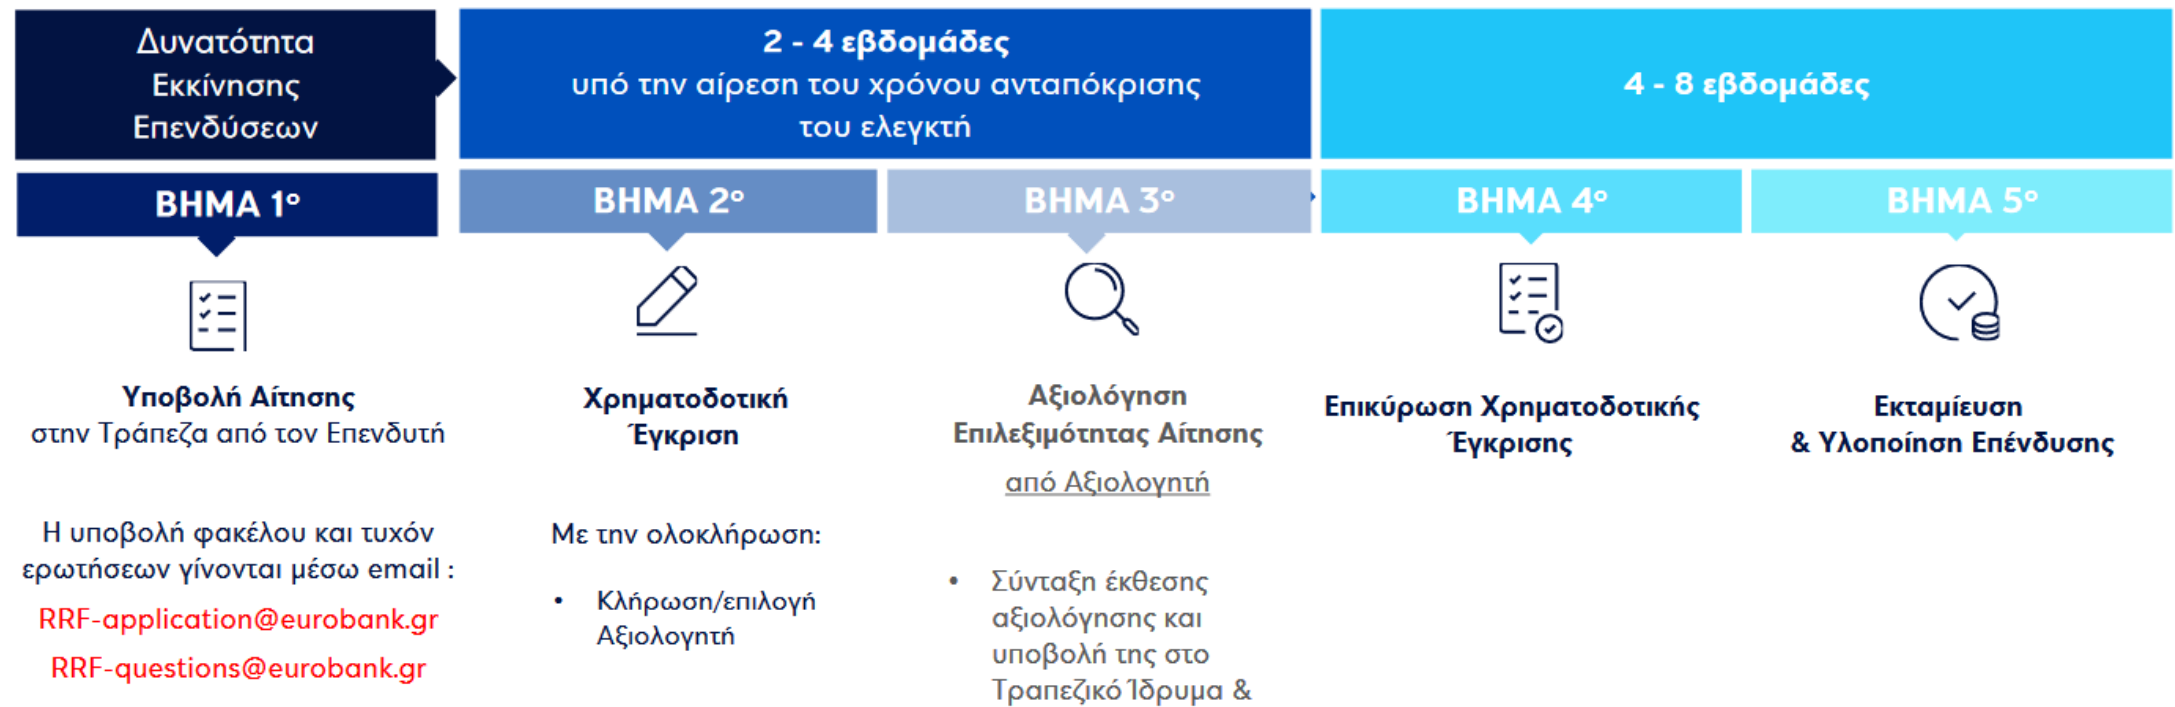 Δυνατότητα
Εκκίνησης
Επενδύσεων
2 - 4 εβδομάδες
υπό την αίρεση του χρόνου ανταπόκρισης
του ελεγκτή
4 - 8 εβδομάδες
ΒΗΜΑ 1ο
ΒΗΜΑ 2ο
ΒΗΜΑ 3ο
ΒΗΜΑ 4ο
ΒΗΜΑ 5ο
Υποβολή Αίτησης
στην Τράπεζα από τον Επενδυτή
Η υποβολή φακέλου και τυχόν
ερωτήσεων γίνονται μέσω email :
RRF-application@eurobank.gr
RRF-questions@eurobank.gr
Χρηματοδοτική
Έγκριση
Με την ολοκλήρωση:
• Κλήρωση/επιλογή
Αξιολογητή
Αξιολόγηση
Επιλεξιμότητας Αίτησης
από Αξιολογητή
• Σύνταξη έκθεσης
αξιολόγησης και
υποβολή της στο
Τραπεζικό Ίδρυμα &
Επικύρωση Χρηματοδοτικής
Έγκρισης
Εκταμίευση
& Υλοποίηση Επένδυσης